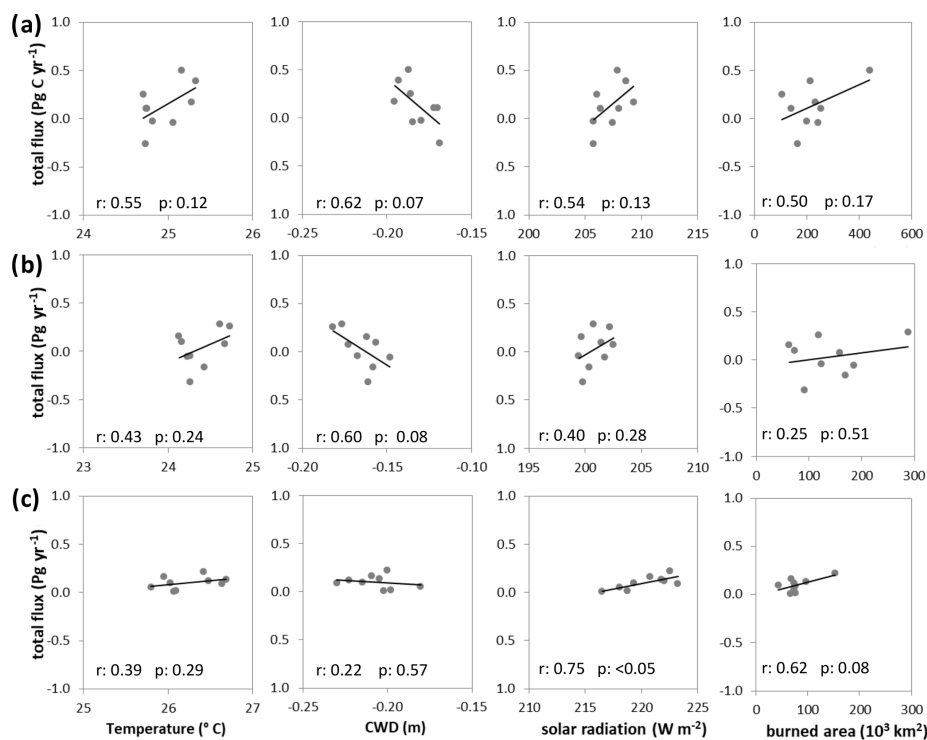 (a)
total flux (Pg C yr-1)
1.0
0.5
0.0
0.5
-1.0
r: 0.55 p: 0.12
24 25 26
1.0
0.5
0.0
0.5
1.0
r: 0.62 p: 0.07
-0.25 -0.20 -0.15
1.0
0.5
0.0
0.5
1.0
r: 0.54 p: 0.13
200 205 210 215
1.0
0.5
0.0
-0.5
-1.0
r: 0.50 p: 0.17
0 200 400 600
(b)
total flux (Pg yr-1)
1.0
0.5
0.0
0.5
-1.0
r: 0.43 p: 0.24
23 24 25
1.0
0.5
0.0
0.5
1.0
r: 0.60 p: 0.08
-0.20 -0.15 -0.10
1.0
0.5
0.0
0.5
1.0
r: 0.40 p: 0.28
195 200 205 210
1.0
0.5
0.0
-0.5
-1.0
r: 0.25 p: 0.51
0 100 200 300
(c)
total flux (Pg yr-1)
1.0
0.5
0.0
0.5
-1.0
r: 0.39 p: 0.29
25 26 27
Temperature (° C)
1.0
0.5
0.0
0.5
1.0
r: 0.22 p: 0.57
-0.25 -0.20 -0.15
CWD (m)
1.0
0.5
0.0
0.5
1.0
r: 0.75 p: <0.05
210 215 220 225
solar radiation (W m-2)
1.0
0.5
0.0
-0.5
-1.0
r: 0.62 p: 0.08
0 100 200 300
burned area (10³ km²)